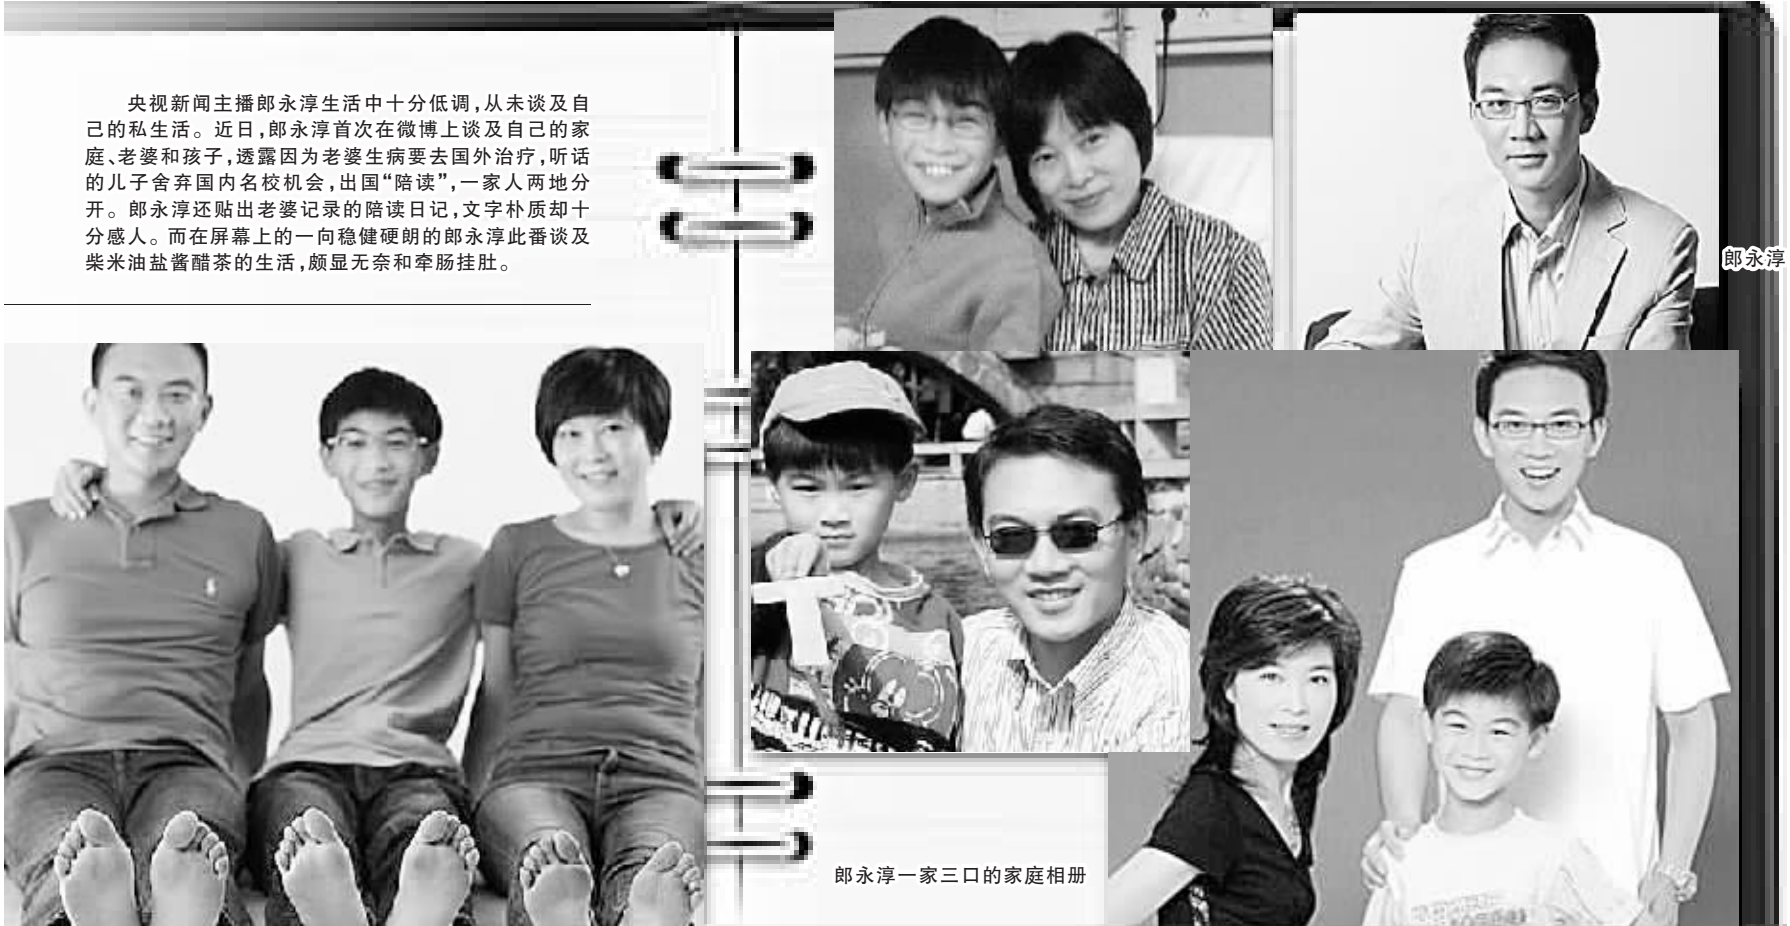 央视新闻主播郎永淳生活中十分低调,从未谈及自
己的私生活。近日,郎永淳首次在微博上谈及自己的家
庭、老婆和孩子,透露因为老婆生病要去国外治疗,听话
的儿子舍弃国内名校机会,出国“陪读”,一家人两地分
开。郎永淳还贴出老婆记录的陪读日记,文字朴质却十
分感人。而在屏幕上的一向稳健硬朗的郎永淳此番谈及
柴米油盐酱醋茶的生活,颇显无奈和牵肠挂肚。
郎永淳
郎永淳一家三口的家庭相册